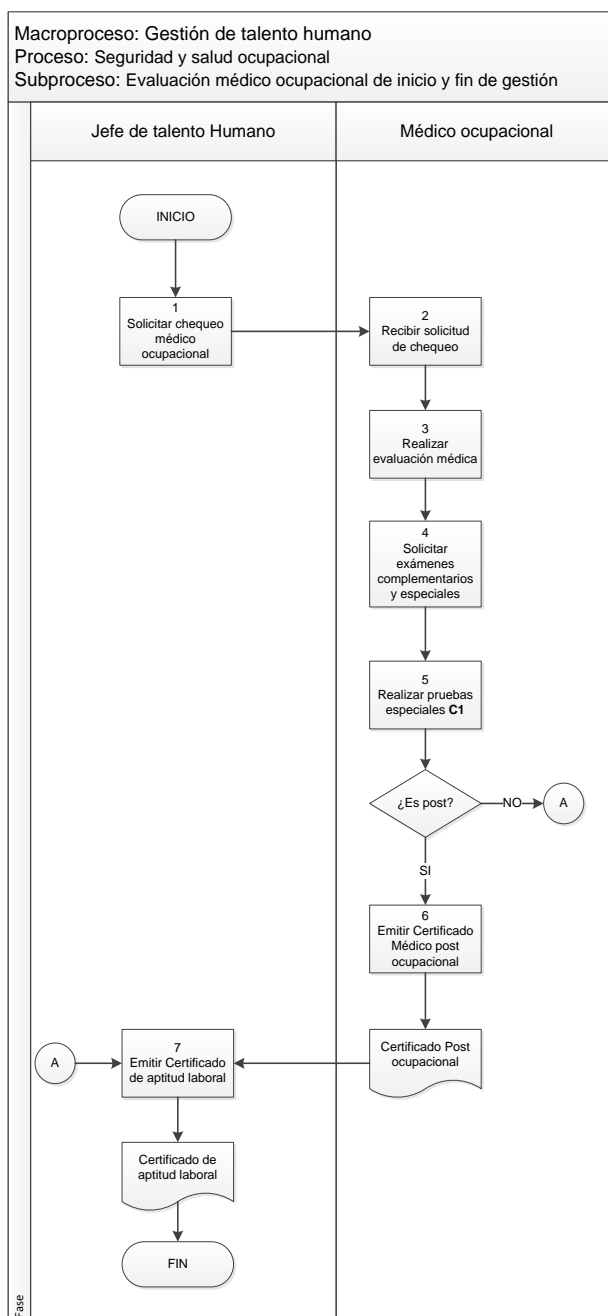 Macroproceso: Gestión de talento humano
Proceso: Seguridad y salud ocupacional
Subproceso: Evaluación médico ocupacional de inicio y fin de gestión
Jefe de talento Humano
Médico ocupacional
INICIO
1
Solicitar chequeo
médico
ocupacional
2
Recibir solicitud
de chequeo
3
Realizar
evaluación médica
4
Solicitar
exámenes
complementarios
y especiales
5
Realizar pruebas
especiales C1
¿Es post?
NO
A
SI
6
Emitir Certificado
Médico post
ocupacional
Certificado Post
ocupacional
A
7
Emitir Certificado
de aptitud laboral
Certificado de
aptitud laboral
FIN
Fase